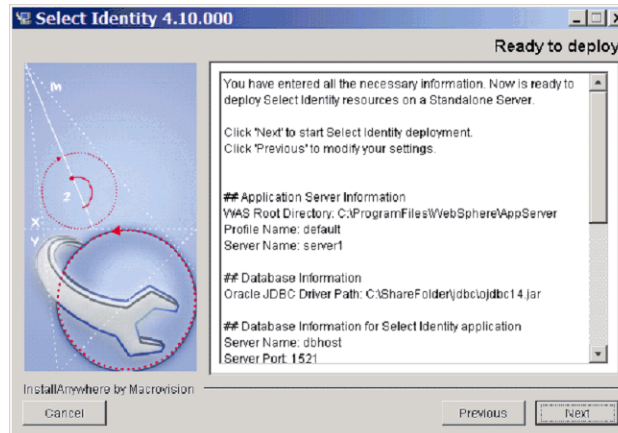 Select Identity 4.10.000
Ready to deploy
You have entered all the necessary information. Now is ready to
deploy Select Identity resources on a Standalone Server.
Click 'Next' to start Select Identity deployment.
Click 'Previous' to modify your settings.
## Application Server Information
WAS Root Directory: C:\ProgramFiles\WebSphere\AppServer
Profile Name: default
Server Name: server1
## Database Information
Oracle JDBC Driver Path: C:\ShareFolder\jdbc\ojdbc14.jar
## Database Information for Select Identity application
Server Name: dbhost
Server Port: 1521
M
2
X
Y
InstallAnywhere by Macrovision
Cancel
Previous
Next